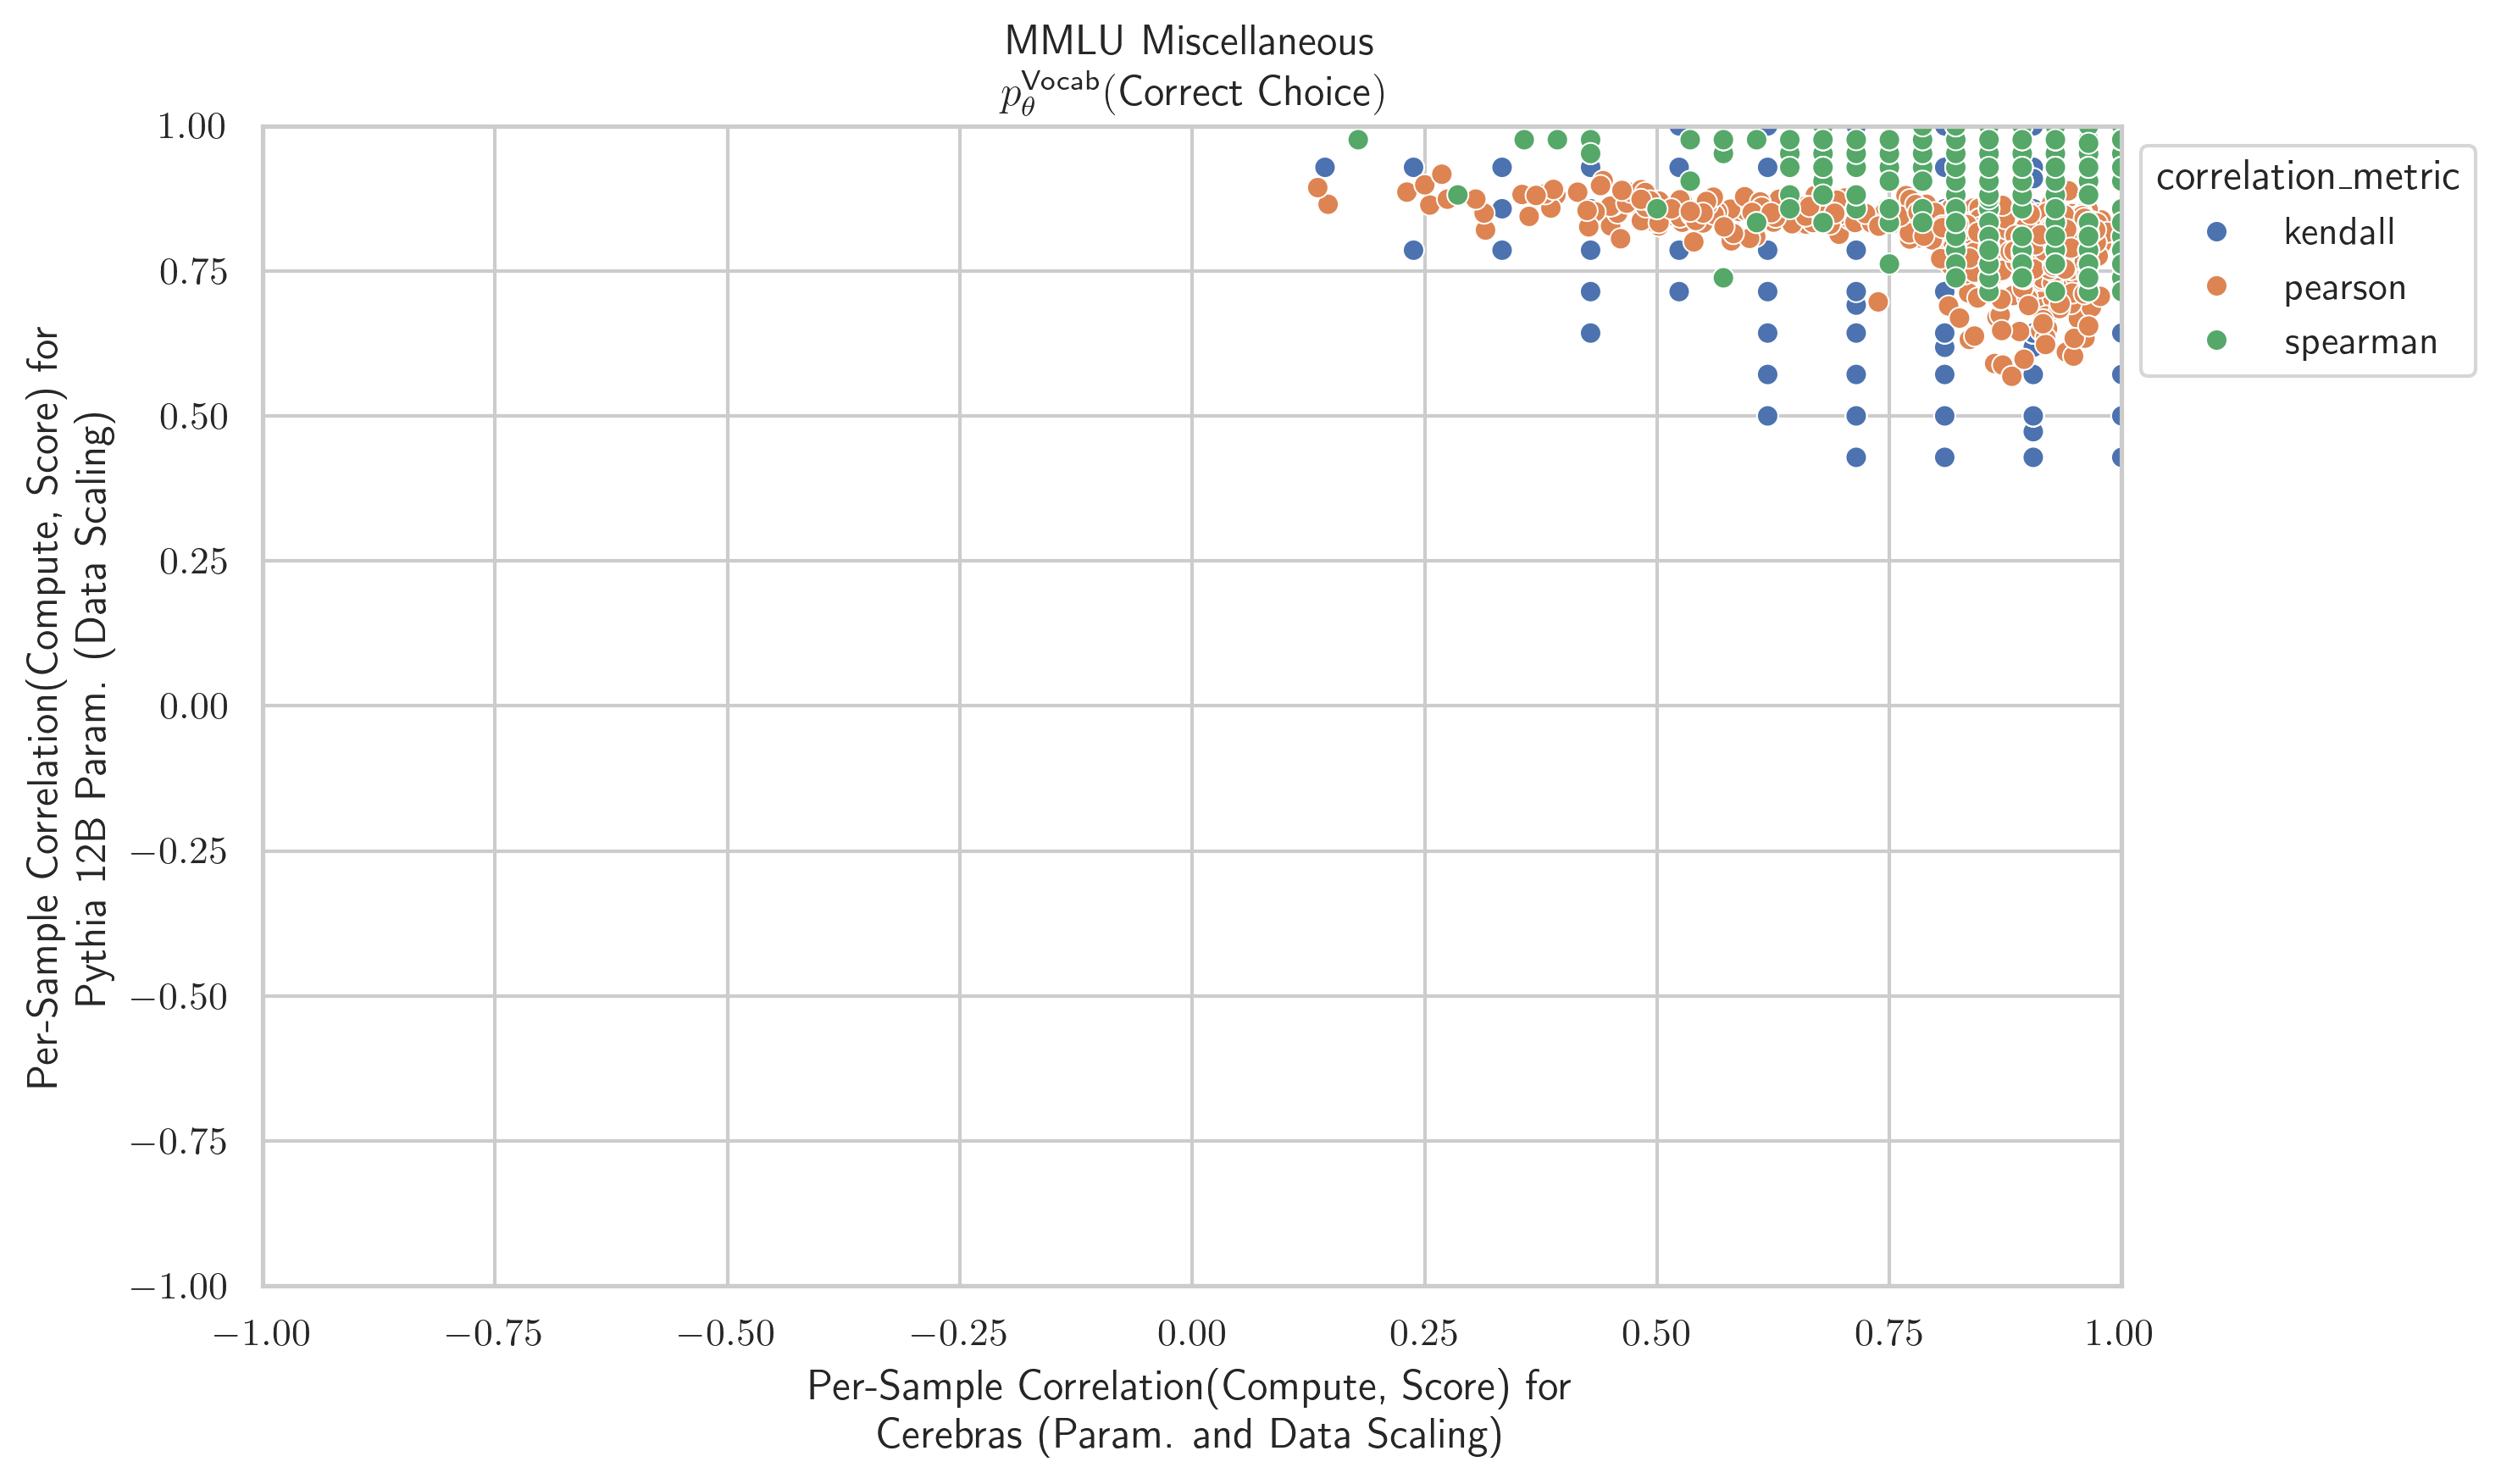 MMLU Miscellaneous
p_θ^Vocab(Correct Choice)
Per-Sample Correlation(Compute, Score) for
Pythia 12B Param. (Data Scaling)
1.00
0.75
0.50
0.25
0.00
−0.25
−0.50
−0.75
−1.00
−1.00 −0.75 −0.50 −0.25 0.00 0.25 0.50 0.75 1.00
Per-Sample Correlation(Compute, Score) for
Cerebras (Param. and Data Scaling)
correlation_metric
kendall
pearson
spearman